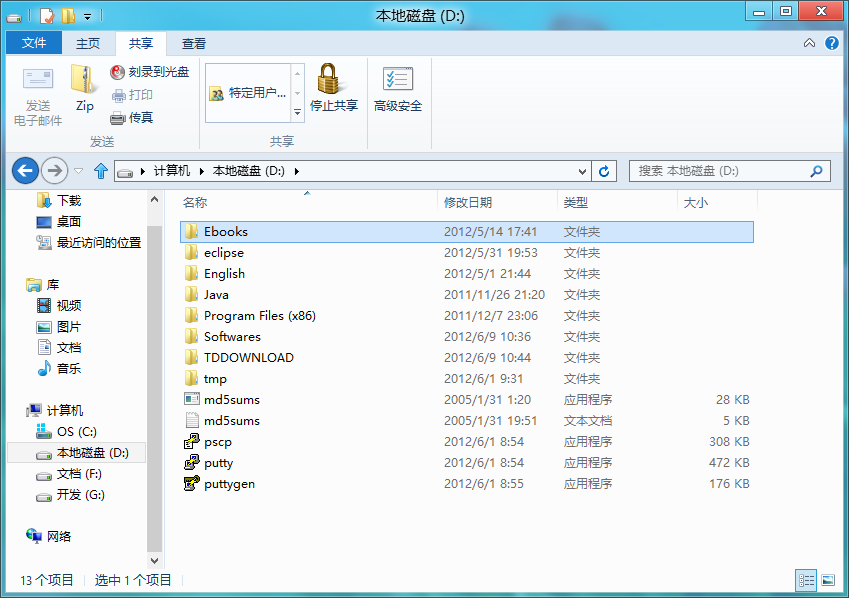 本地磁盘 (D:)
文件 主页 共享 查看
发送
电子邮件
Zip
刻录到光盘
打印
传真
发送
特定用户...
停止共享
共享
高级安全
计算机 本地磁盘 (D:)
搜索 本地磁盘 (D:)
下载
桌面
最近访问的位置
库
视频
图片
文档
音乐
计算机
OS (C:)
本地磁盘 (D:)
文档 (F:)
开发 (G:)
网络
名称 修改日期 类型 大小
Ebooks 2012/5/14 17:41 文件夹
eclipse 2012/5/31 19:53 文件夹
English 2012/5/1 21:44 文件夹
Java 2011/11/26 21:20 文件夹
Program Files (x86) 2011/12/7 23:06 文件夹
Softwares 2012/6/9 10:36 文件夹
TDDOWNLOAD 2012/6/9 10:44 文件夹
tmp 2012/6/1 9:31 文件夹
md5sums 2005/1/31 1:20 应用程序 28 KB
md5sums 2005/1/31 19:51 文本文档 5 KB
pscp 2012/6/1 8:54 应用程序 308 KB
putty 2012/6/1 8:54 应用程序 472 KB
puttygen 2012/6/1 8:55 应用程序 176 KB
13 个项目 选中 1 个项目